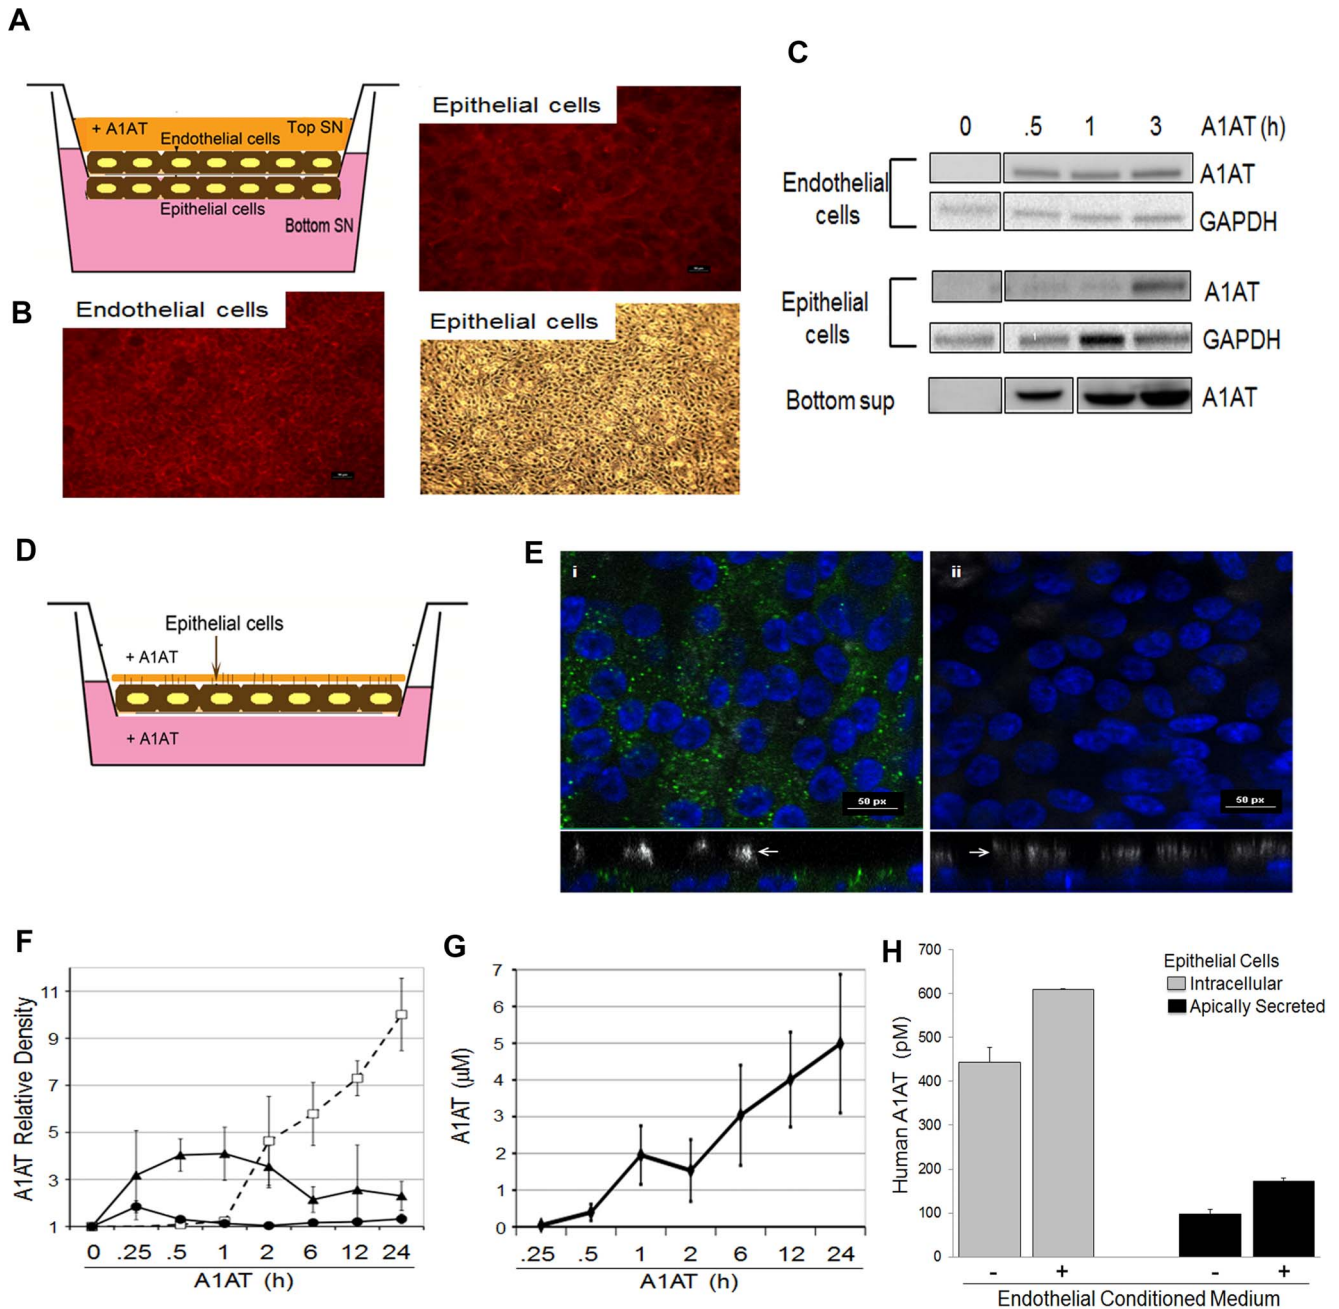 A
+ A1AT
Top SN
Endothelial cells
Epithelial cells
Bottom SN
Epithelial cells
B
Endothelial cells
Epithelial cells
C
0 .5 1 3 A1AT (h)
Endothelial cells
A1AT
GAPDH
Epithelial cells
A1AT
GAPDH
Bottom sup
A1AT
D
Epithelial cells
+ A1AT
+ A1AT
E
i
50 px
ii
50 px
F
A1AT Relative Density
11
9
7
5
3
1
0 .25 .5 1 2 6 12 24
A1AT (h)
G
A1AT (µM)
7
6
5
4
3
2
1
0
.25 .5 1 2 6 12 24
A1AT (h)
H
Human A1AT (pM)
700
600
500
400
300
200
100
0
Epithelial Cells
Intracellular
Apically Secreted
- + - +
Endothelial Conditioned Medium